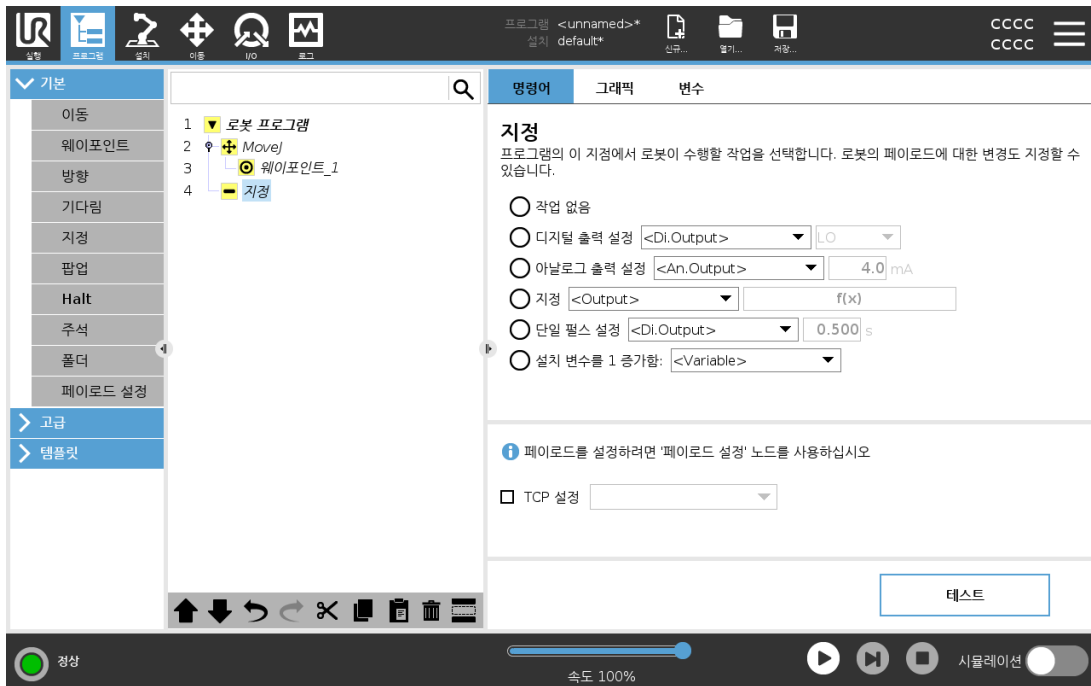 프로그램 <unnamed>*
설치 default*
cccc
cccc
실행
프로그램
설치
이동
I/O
로그
신규...
열기...
저장...
기본
이동
웨이포인트
방향
기다림
지정
팝업
Halt
주석
폴더
페이로드 설정
고급
템플릿
1 로봇 프로그램
2 MoveJ
3 웨이포인트_1
4 지정
명령어 그래픽 변수
지정
프로그램의 이 지점에서 로봇이 수행할 작업을 선택합니다. 로봇의 페이로드에 대한 변경도 지정할 수
있습니다.
작업 없음
디지털 출력 설정 <Di.Output> LO
아날로그 출력 설정 <An.Output> 4.0 mA
지정 <Output> f(x)
단일 펄스 설정 <Di.Output> 0.500 s
설치 변수를 1 증가함: <Variable>
페이로드를 설정하려면 '페이로드 설정' 노드를 사용하십시오
TCP 설정
테스트
정상
속도 100%
시뮬레이션